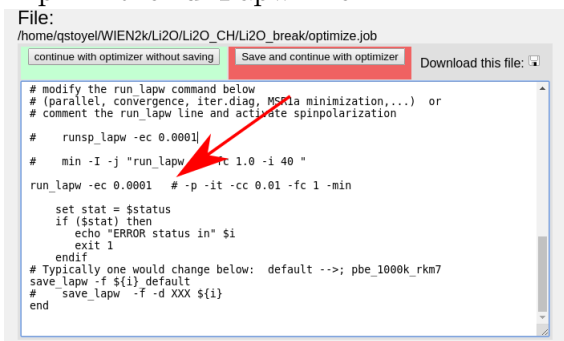 File:
/home/qstoyel/WIEN2k/Li2O/Li2O_CH/Li2O_break/optimize.job
continue with optimizer without saving Save and continue with optimizer Download this file:
# modify the run_lapw command below
# (parallel, convergence, iter.diag, MSR1a minimization,...) or
# comment the run_lapw line and activate spinpolarization
# runsp_lapw -ec 0.0001
# min -I -j "run_lapw 1.0 -i 40 "
run_lapw -ec 0.0001 # -p -it -cc 0.01 -fc 1 -min
set stat = $status
if ($stat) then
echo "ERROR status in" $i
exit 1
endif
# Typically one would change below: default -->; pbe_1000k_rkm7
save_lapw -f ${i}_default
# save_lapw -f -d XXX ${i}
end